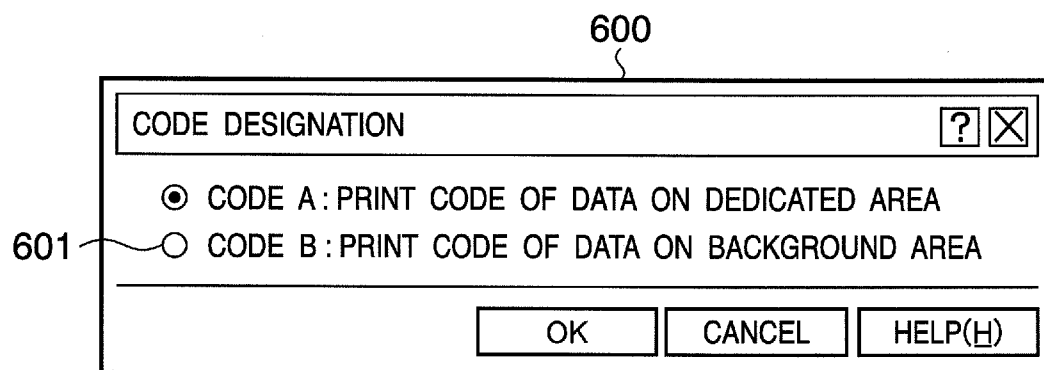 600
CODE DESIGNATION ?
CODE A : PRINT CODE OF DATA ON DEDICATED AREA
601 CODE B : PRINT CODE OF DATA ON BACKGROUND AREA
OK CANCEL HELP(H)